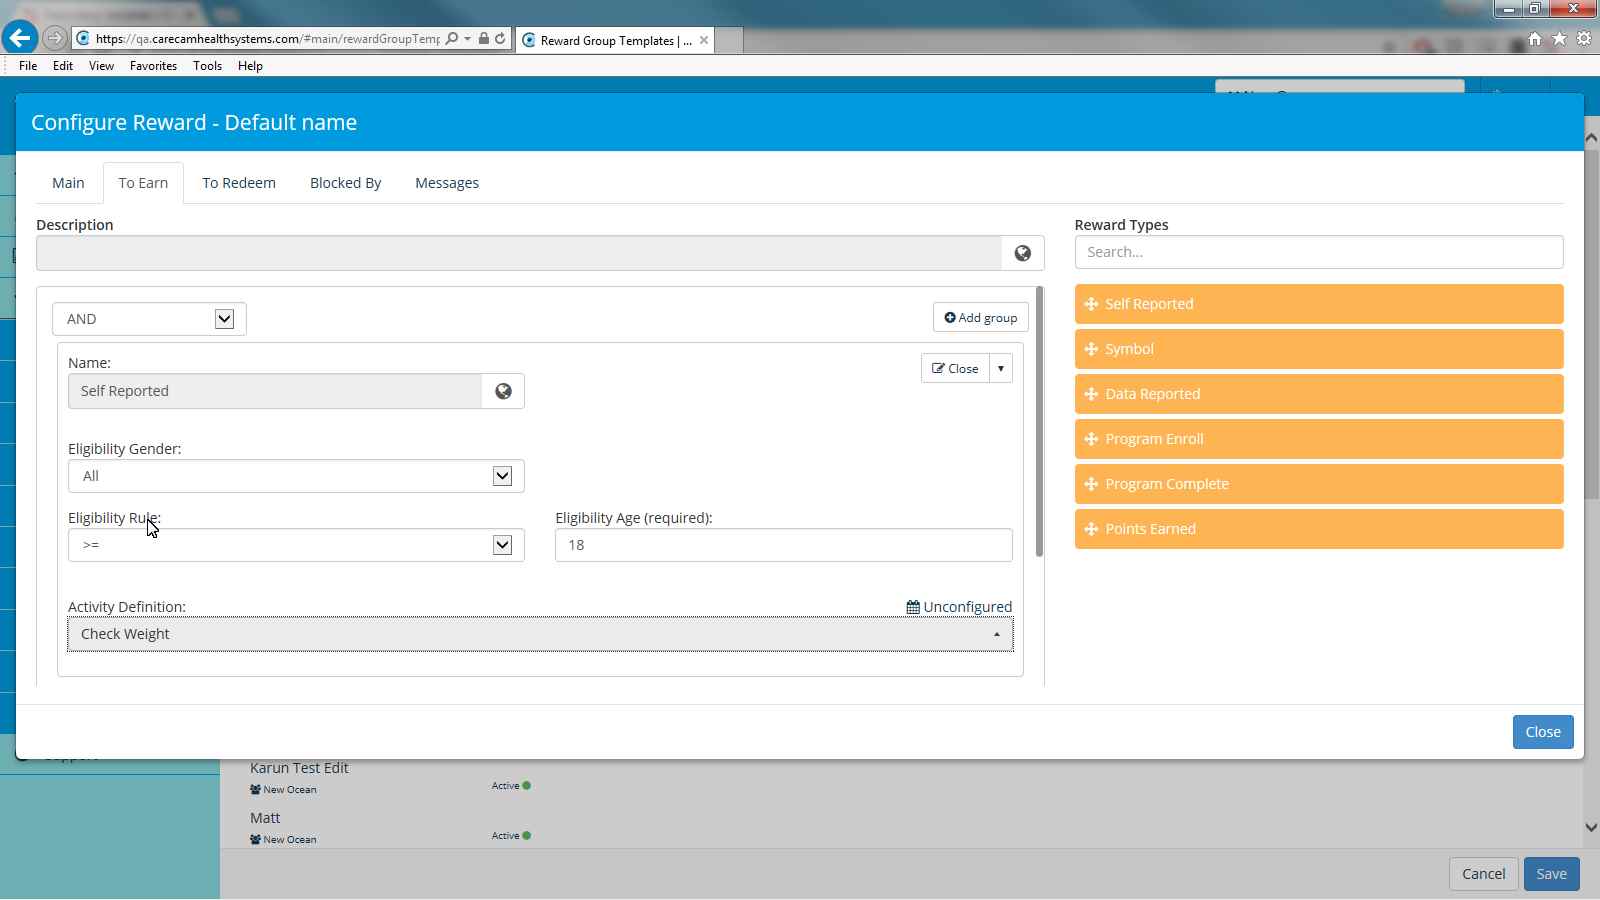 https://qa.carecamhealthsystems.com/#main/rewardGroupTemp
Reward Group Templates | ...
File Edit View Favorites Tools Help
Configure Reward - Default name
Main To Earn To Redeem Blocked By Messages
Description
Reward Types
Search...
AND
Add group
Self Reported
Symbol
Data Reported
Program Enroll
Program Complete
Points Earned
Name:
Close
Self Reported
Eligibility Gender:
All
Eligibility Rule:
Eligibility Age (required):
>=
18
Activity Definition:
Unconfigured
Check Weight
Close
Karun Test Edit
New Ocean
Active
Matt
New Ocean
Active
Cancel
Save